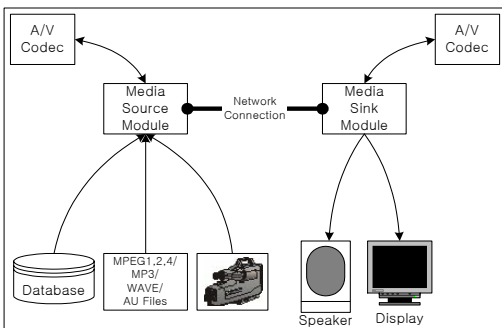 A/V
Codec
A/V
Codec
Media
Source
Module
Network
Connection
Media
Sink
Module
Database
MPEG1,2,4/
MP3/
WAVE/
AU Files
Speaker
Display